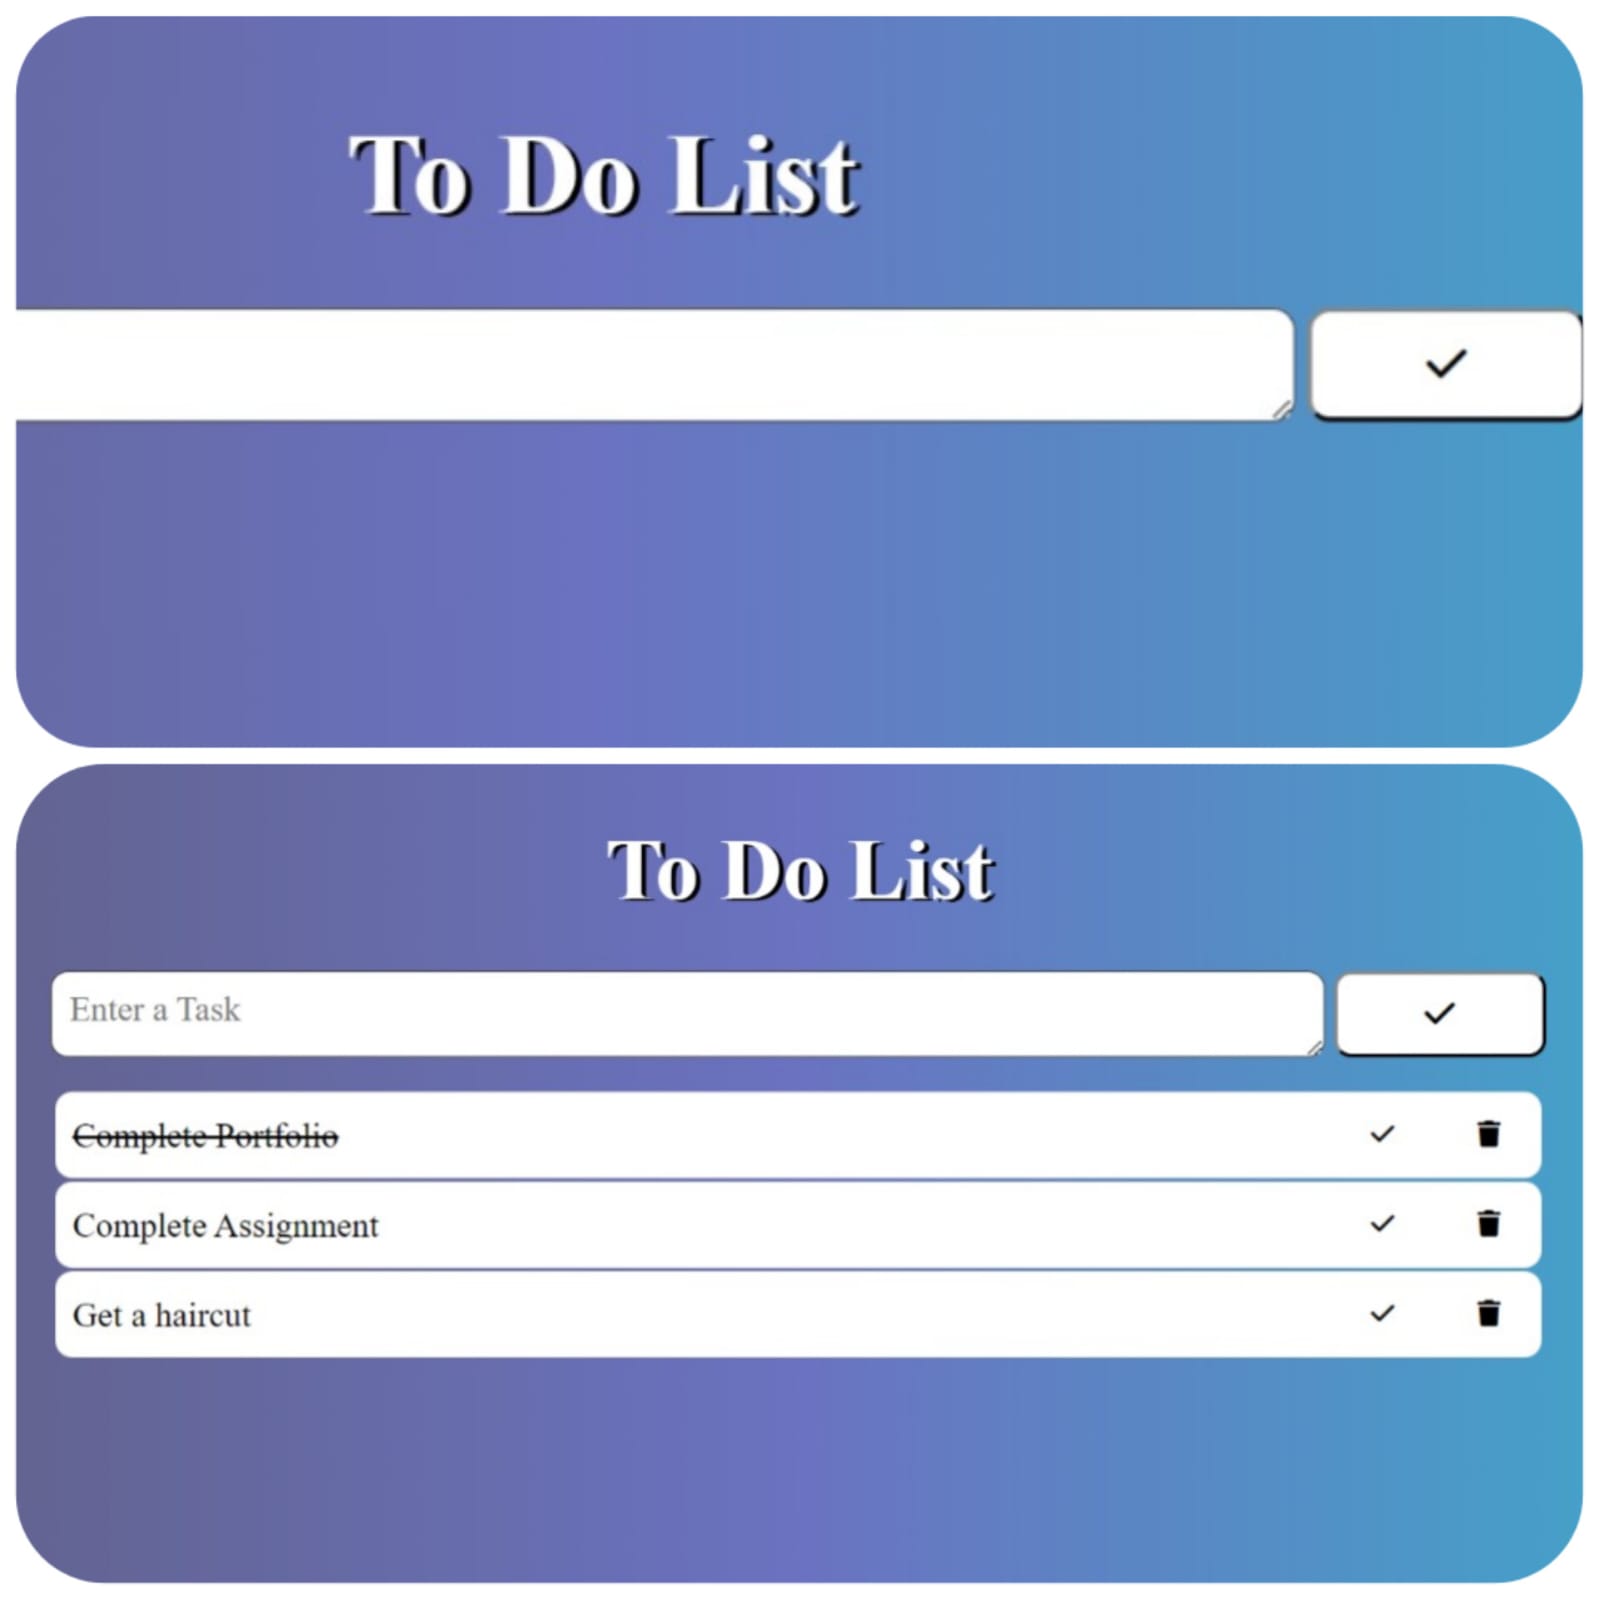 To Do List
To Do List
Enter a Task
Complete Portfolio
Complete Assignment
Get a haircut